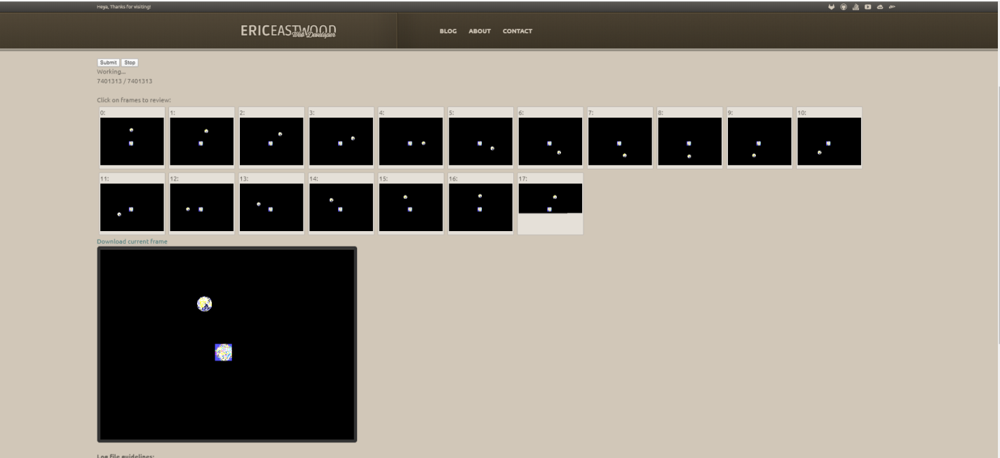 Heya, Thanks for visiting!
ERICEASTWOOD
Web Developer
BLOG ABOUT CONTACT
Submit Stop
Working...
7401313 / 7401313
Click on frames to review:
0: 1: 2: 3: 4: 5: 6: 7: 8: 9: 10:
11: 12: 13: 14: 15: 16: 17:
Download current frame
Log file guidelines: